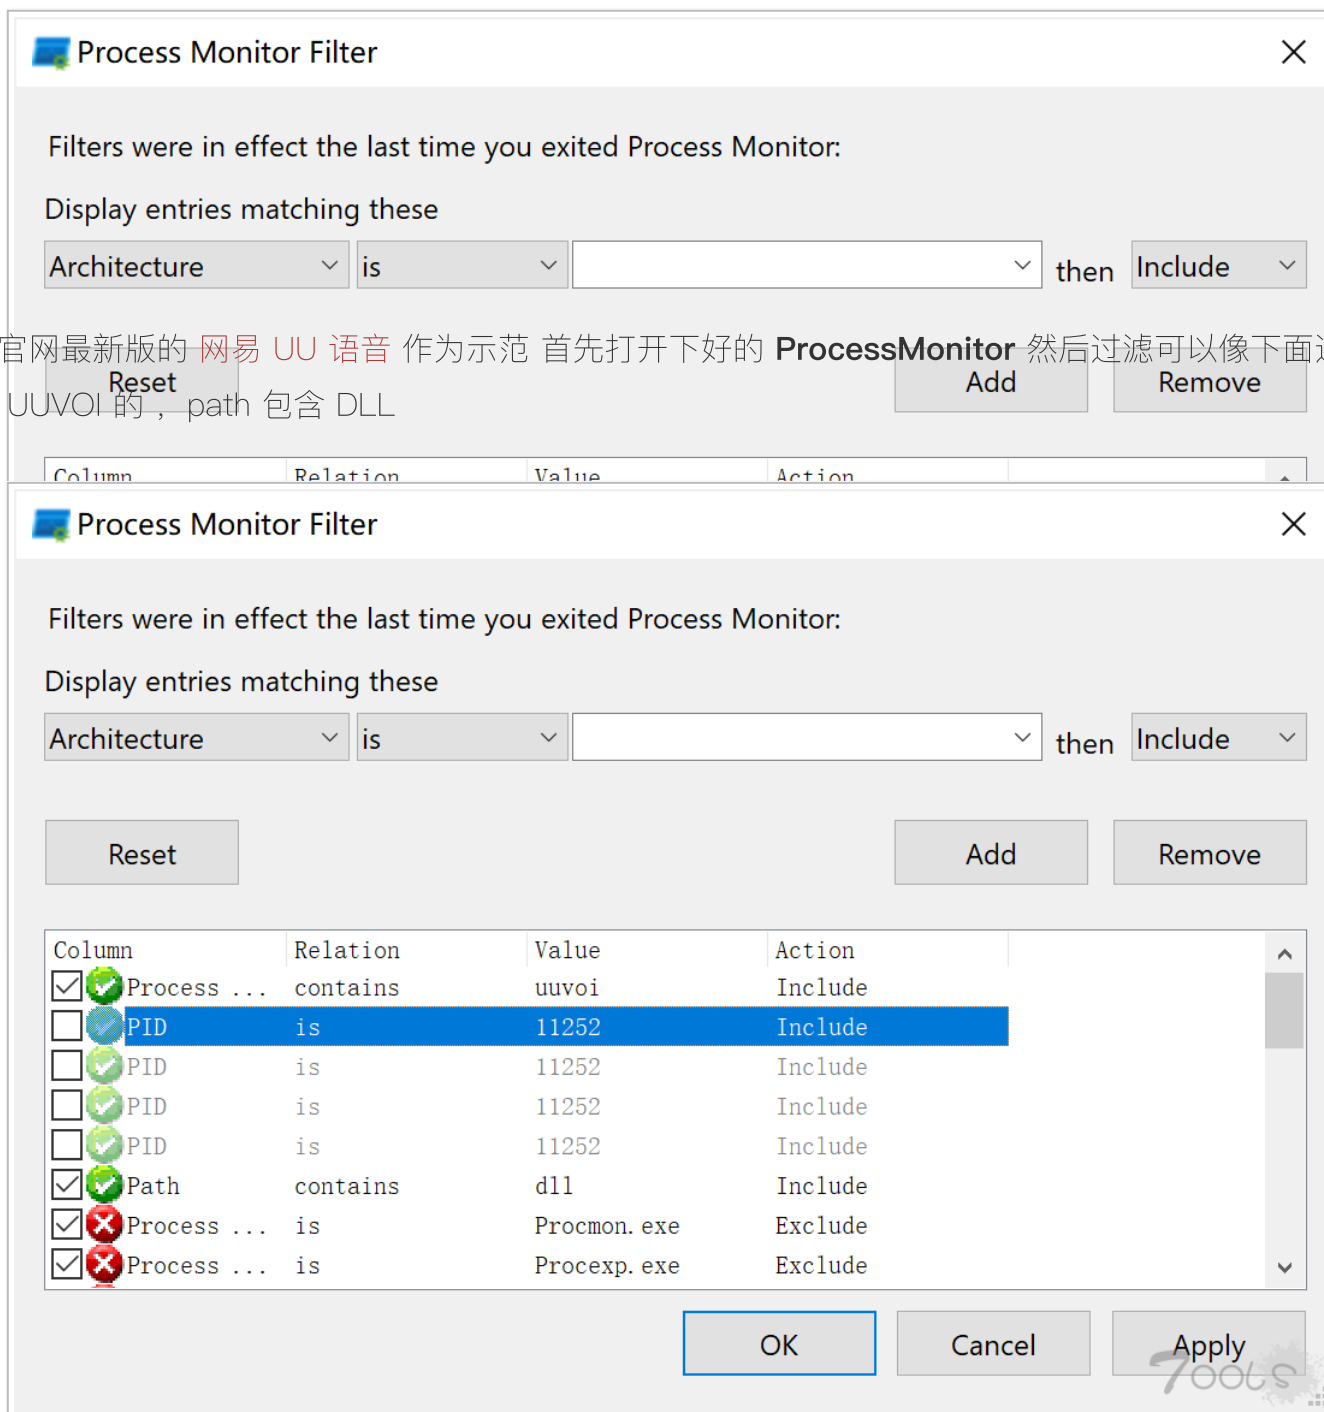 Process Monitor Filter
Filters were in effect the last time you exited Process Monitor:
Display entries matching these
Architecture is then Include
官网最新版的 网易 UU 语音 作为示范 首先打开下好的 ProcessMonitor 然后过滤可以像下面
Reset Add Remove
UUVOI 的 ，path 包含 DLL
Column Relation Value Action
Process Monitor Filter
Filters were in effect the last time you exited Process Monitor:
Display entries matching these
Architecture is then Include
Reset Add Remove
Column Relation Value Action
Process ... contains uuvoi Include
PID is 11252 Include
PID is 11252 Include
PID is 11252 Include
PID is 11252 Include
Path contains dll Include
Process ... is Procmon.exe Exclude
Process ... is Procexp.exe Exclude
OK Cancel Apply
7ools